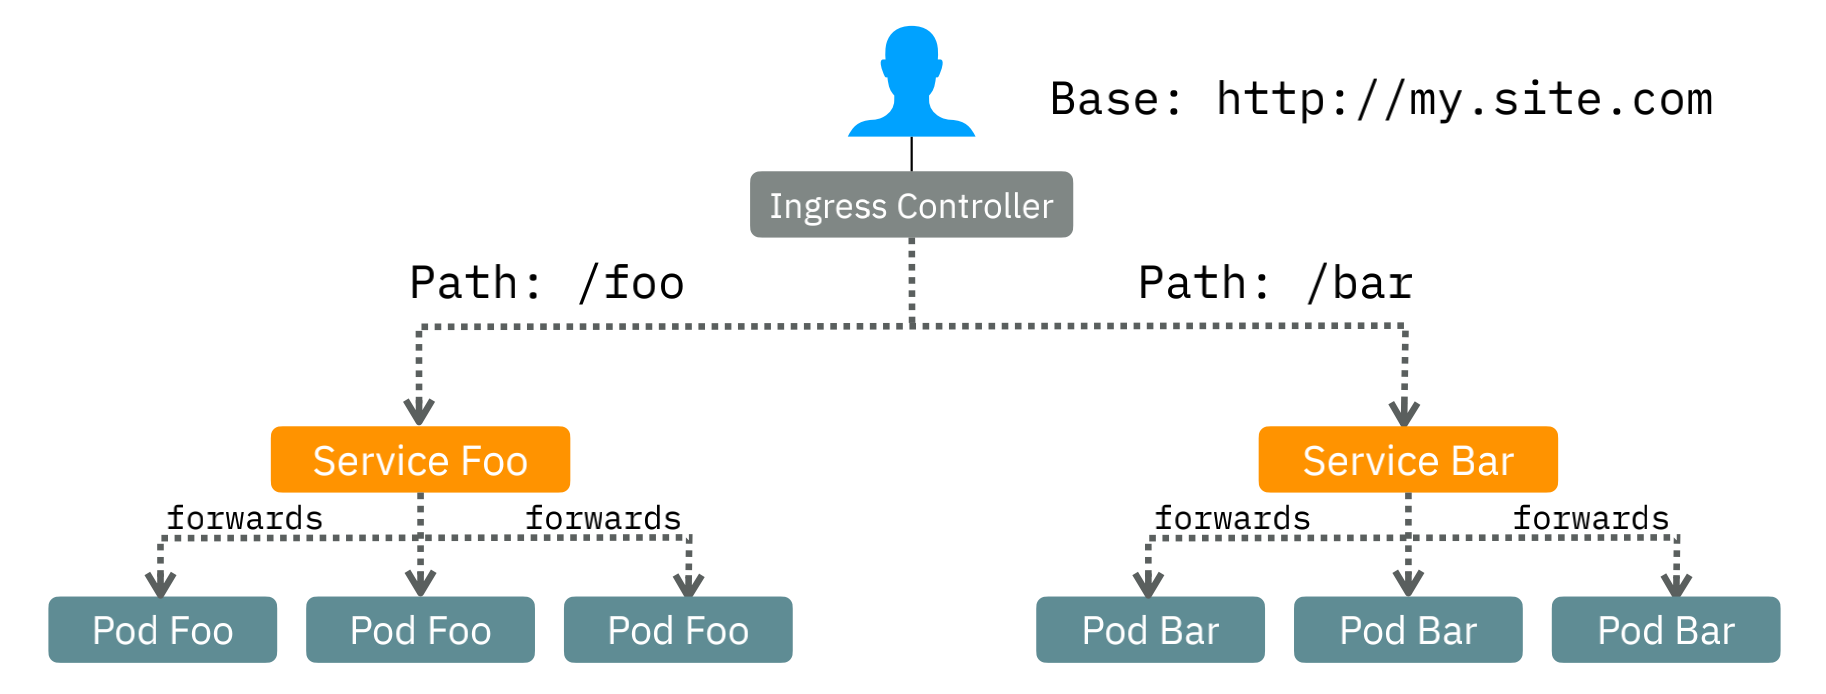 Base: http://my.site.com
Ingress Controller
Path: /foo
Path: /bar
Service Foo
Service Bar
forwards
forwards
forwards
forwards
Pod Foo
Pod Foo
Pod Foo
Pod Bar
Pod Bar
Pod Bar